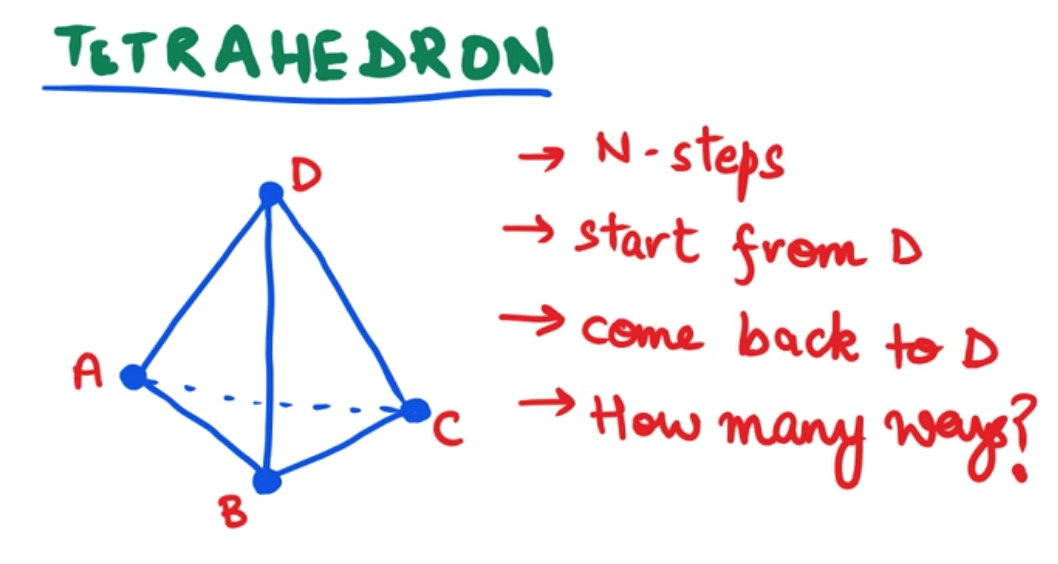 TETRAHEDRON
D
A
C
B
→ N-steps
→ start from D
→ come back to D
→ How many ways?